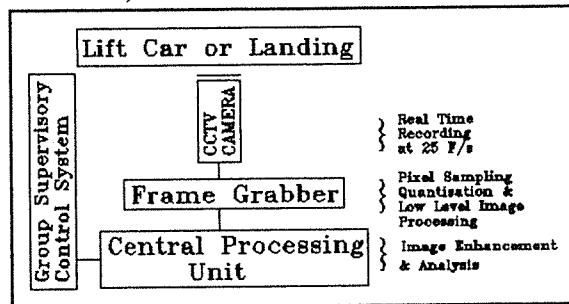 Lift Car or Landing
Group Supervisory
Control System
CCTV
CAMERA
Real Time
Recording
at 25 F/s
Frame Grabber
Pixel Sampling
Quantisation &
Low Level Image
Processing
Central Processing
Unit
Image Enhancement
& Analysis